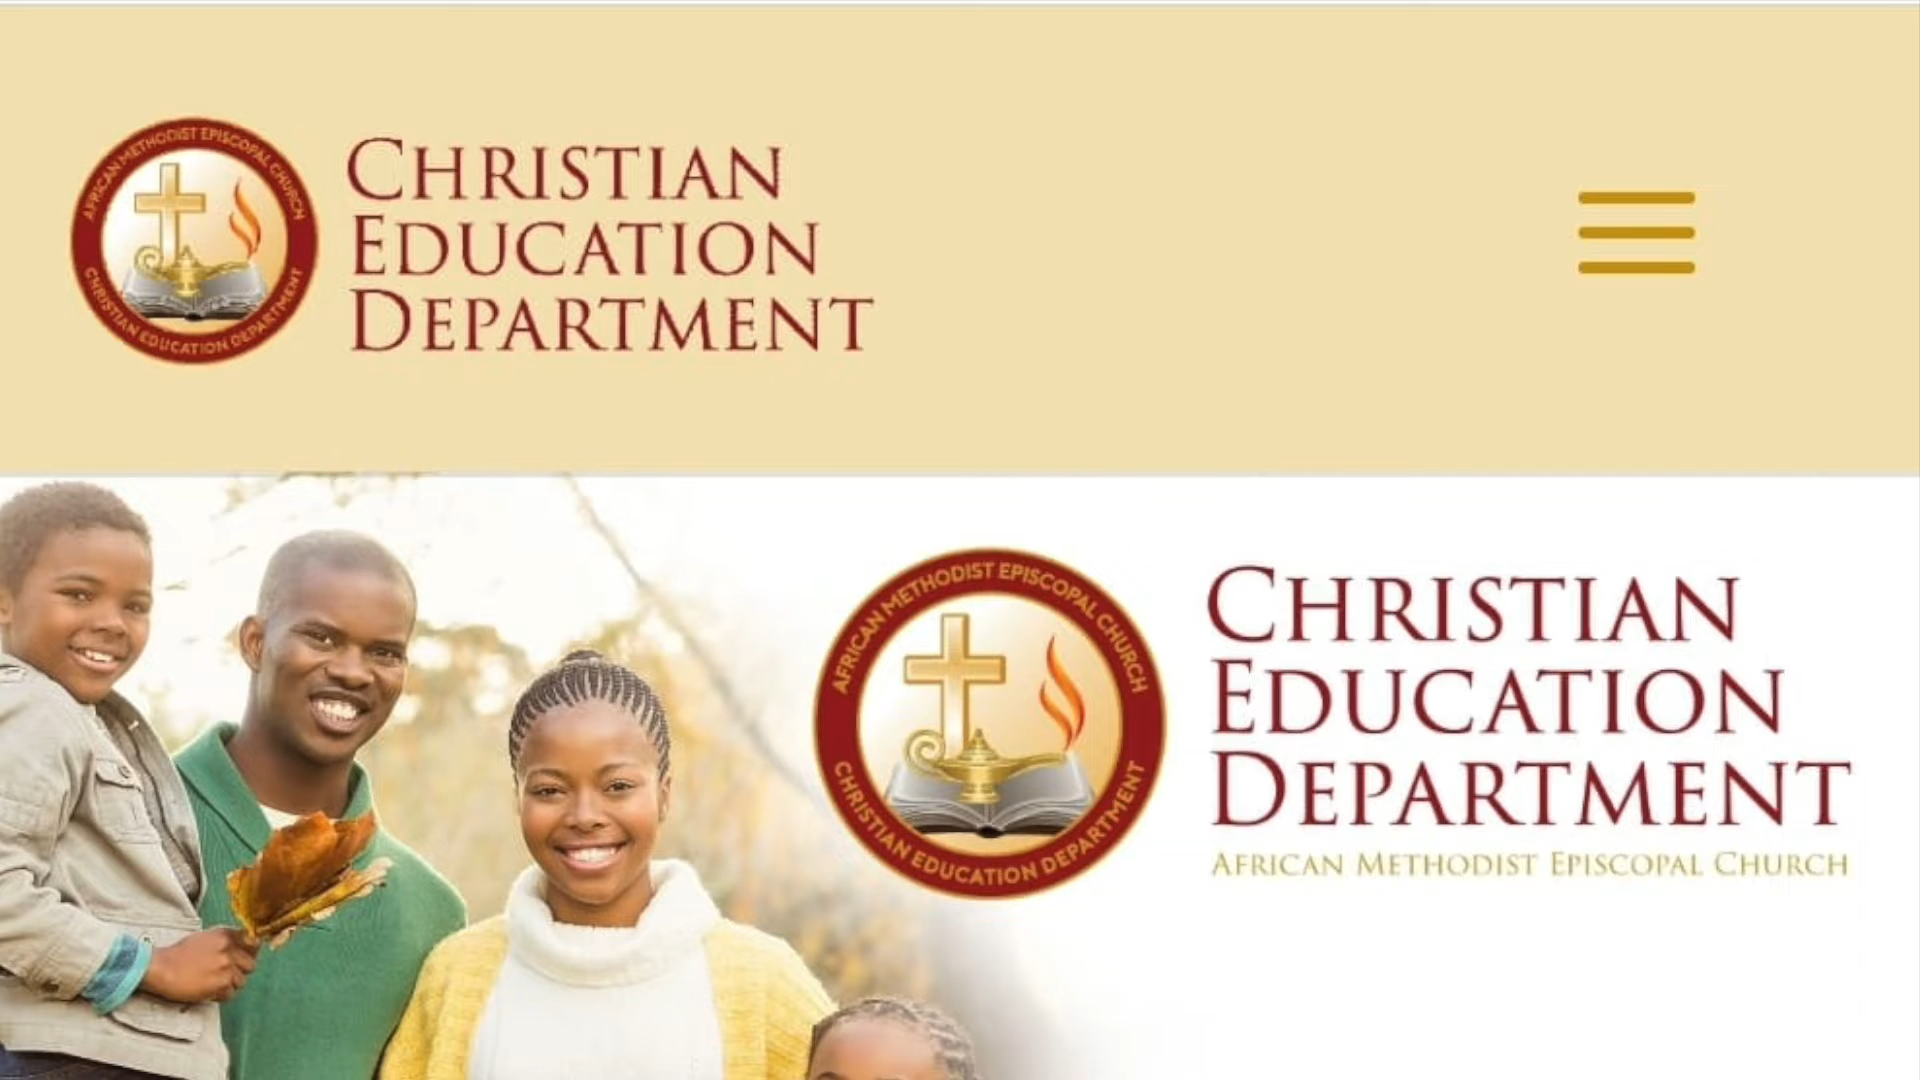 AFRICAN METHODIST EPISCOPAL CHURCH
CHRISTIAN EDUCATION DEPARTMENT
CHRISTIAN
EDUCATION
DEPARTMENT
AFRICAN METHODIST EPISCOPAL CHURCH
CHRISTIAN EDUCATION DEPARTMENT
CHRISTIAN
EDUCATION
DEPARTMENT
AFRICAN METHODIST EPISCOPAL CHURCH